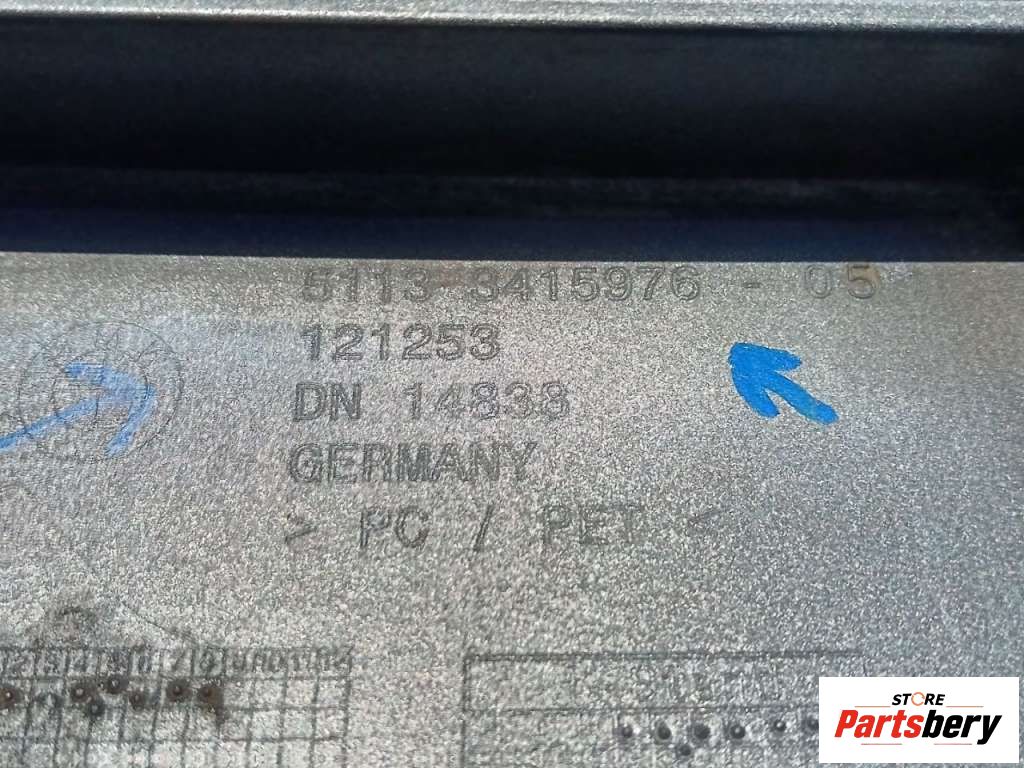 5113 3415976 - 05
121253
DN 14838
GERMANY
> PC / PET <
STORE
Partsbery